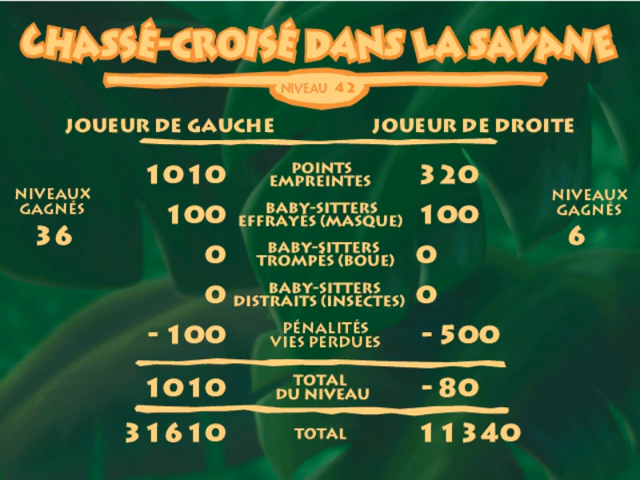 CHASSÉ-CROISÉ DANS LA SAVANE
NIVEAU 42
JOUEUR DE GAUCHE JOUEUR DE DROITE
1010 POINTS EMPREINTES 320
NIVEAUX GAGNÉS 36
NIVEAUX GAGNÉS 6
100 BABY-SITTERS EFFRAYÉS (MASQUE) 100
0 BABY-SITTERS TROMPÉS (BOUE) 0
0 BABY-SITTERS DISTRAITS (INSECTES) 0
- 100 PÉNALITÉS VIES PERDUES - 500
1010 TOTAL DU NIVEAU - 80
31610 TOTAL 11340